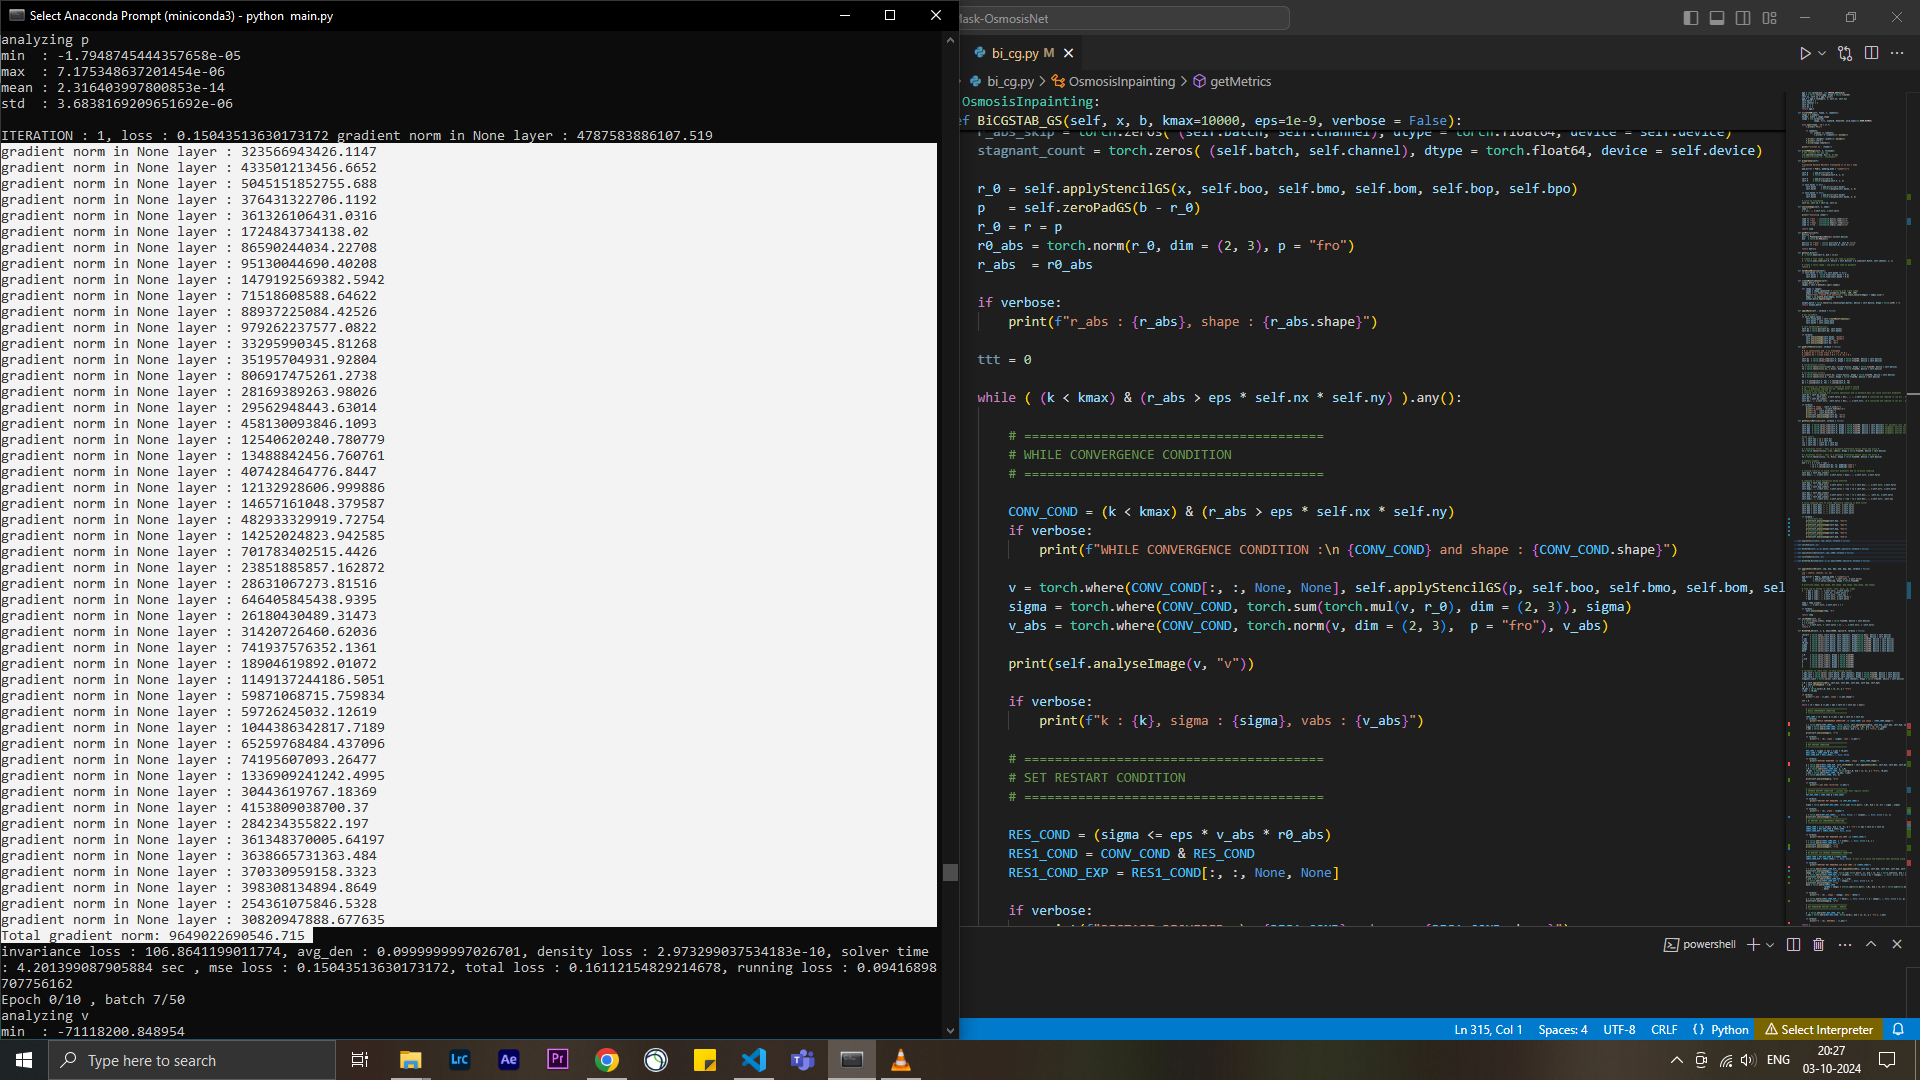 Select Anaconda Prompt (miniconda3) - python main.py
analyzing p
min : -1.7948745444357658e-05
max : 7.175348637201454e-06
mean : 2.316403997800853e-14
std : 3.6838169209651692e-06
ITERATION : 1, loss : 0.15043513630173172 gradient norm in None layer : 4787583886107.519
gradient norm in None layer : 323566943426.1147
gradient norm in None layer : 433501213456.6652
gradient norm in None layer : 5045151852755.688
gradient norm in None layer : 376431322706.1192
gradient norm in None layer : 361326106431.0316
gradient norm in None layer : 1724843734138.02
gradient norm in None layer : 86590244034.22708
gradient norm in None layer : 95130044690.40208
gradient norm in None layer : 1479192569382.5942
gradient norm in None layer : 71518608588.64622
gradient norm in None layer : 88937225084.42526
gradient norm in None layer : 979262237577.0822
gradient norm in None layer : 33295990345.81268
gradient norm in None layer : 35195704931.92804
gradient norm in None layer : 806917475261.2738
gradient norm in None layer : 28169389263.98026
gradient norm in None layer : 29562948443.63014
gradient norm in None layer : 458130093846.1093
gradient norm in None layer : 12540620240.780779
gradient norm in None layer : 13488842456.760761
gradient norm in None layer : 407428464776.8447
gradient norm in None layer : 12132928606.999886
gradient norm in None layer : 14657161048.379587
gradient norm in None layer : 482933329919.72754
gradient norm in None layer : 14252024823.942585
gradient norm in None layer : 701783402515.4426
gradient norm in None layer : 23851885857.162872
gradient norm in None layer : 28631067273.81516
gradient norm in None layer : 646405845438.9395
gradient norm in None layer : 26180430489.31473
gradient norm in None layer : 31420726460.62036
gradient norm in None layer : 741937576352.1361
gradient norm in None layer : 18904619892.01072
gradient norm in None layer : 1149137244186.5051
gradient norm in None layer : 59871068715.759834
gradient norm in None layer : 59726245032.12619
gradient norm in None layer : 1044386342817.7189
gradient norm in None layer : 65259768484.437096
gradient norm in None layer : 74195607093.26477
gradient norm in None layer : 1336909241242.4995
gradient norm in None layer : 30443619767.18369
gradient norm in None layer : 4153809038700.37
gradient norm in None layer : 284234355822.197
gradient norm in None layer : 361348370005.64197
gradient norm in None layer : 3638665731363.484
gradient norm in None layer : 370330959158.3323
gradient norm in None layer : 398308134894.8649
gradient norm in None layer : 254361075846.5328
gradient norm in None layer : 30820947888.677635
Total gradient norm: 9649022690546.715
invariance loss : 106.8641199011774, avg_den : 0.0999999997026701, density loss : 2.973299037534183e-10, solver time
: 4.201399087905884 sec , mse loss : 0.15043513630173172, total loss : 0.16112154829214678, running loss : 0.09416898
707756162
Epoch 0/10 , batch 7/50
analyzing v
min : -71118200.848954
Mask-OsmosisNet
bi_cg.py M
bi_cg.py > OsmosisInpainting > getMetrics
OsmosisInpainting:
ef BiCGSTAB_GS(self, x, b, kmax=10000, eps=1e-9, verbose = False):
r_abs_skip = torch.zeros( (self.batch, self.channel), dtype = torch.float64, device = self.device)
stagnant_count = torch.zeros( (self.batch, self.channel), dtype = torch.float64, device = self.device)
r_0 = self.applyStencilGS(x, self.boo, self.bmo, self.bom, self.bop, self.bpo)
p = self.zeroPadGS(b - r_0)
r_0 = r = p
r0_abs = torch.norm(r_0, dim = (2, 3), p = "fro")
r_abs = r0_abs
if verbose:
print(f"r_abs : {r_abs}, shape : {r_abs.shape}")
ttt = 0
while ( (k < kmax) & (r_abs > eps * self.nx * self.ny) ).any():
# ======================================
# WHILE CONVERGENCE CONDITION
# ======================================
CONV_COND = (k < kmax) & (r_abs > eps * self.nx * self.ny)
if verbose:
print(f"WHILE CONVERGENCE CONDITION :\n {CONV_COND} and shape : {CONV_COND.shape}")
v = torch.where(CONV_COND[:, :, None, None], self.applyStencilGS(p, self.boo, self.bmo, self.bom, sel
sigma = torch.where(CONV_COND, torch.sum(torch.mul(v, r_0), dim = (2, 3)), sigma)
v_abs = torch.where(CONV_COND, torch.norm(v, dim = (2, 3), p = "fro"), v_abs)
print(self.analyseImage(v, "v"))
if verbose:
print(f"k : {k}, sigma : {sigma}, vabs : {v_abs}")
# ======================================
# SET RESTART CONDITION
# ======================================
RES_COND = (sigma <= eps * v_abs * r0_abs)
RES1_COND = CONV_COND & RES_COND
RES1_COND_EXP = RES1_COND[:, :, None, None]
if verbose:
powershell
Ln 315, Col 1 Spaces: 4 UTF-8 CRLF {} Python Select Interpreter
Type here to search
Lrc
Ae
Pr
ENG
20:27
03-10-2024